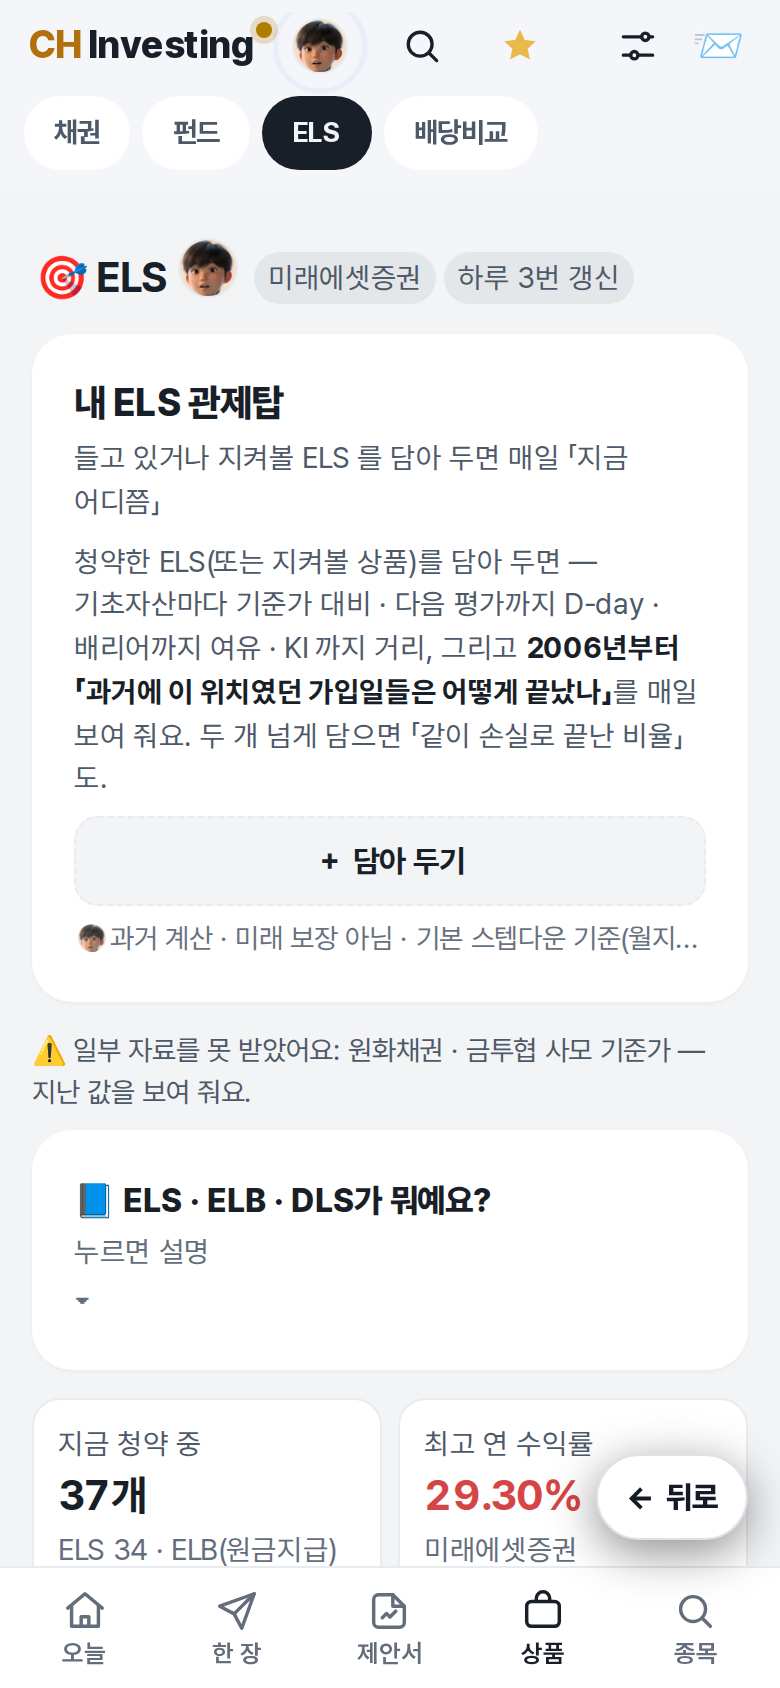 CH Investing
채권
펀드
ELS
배당비교
ELS
미래에셋증권
하루 3번 갱신
내 ELS 관제탑
들고 있거나 지켜볼 ELS 를 담아 두면 매일 「지금
어디쯤」
청약한 ELS(또는 지켜볼 상품)를 담아 두면 —
기초자산마다 기준가 대비 · 다음 평가까지 D-day ·
배리어까지 여유 · KI 까지 거리, 그리고 2006년부터
「과거에 이 위치였던 가입일들은 어떻게 끝났나」를 매일
보여 줘요. 두 개 넘게 담으면 「같이 손실로 끝난 비율」
도.
+ 담아 두기
과거 계산 · 미래 보장 아님 · 기본 스텝다운 기준(월지...
일부 자료를 못 받았어요: 원화채권 · 금투협 사모 기준가 —
지난 값을 보여 줘요.
ELS · ELB · DLS가 뭐예요?
누르면 설명
지금 청약 중
37개
ELS 34 · ELB(원금지급)
최고 연 수익률
29.30%
미래에셋증권
← 뒤로
오늘
한 장
제안서
상품
종목